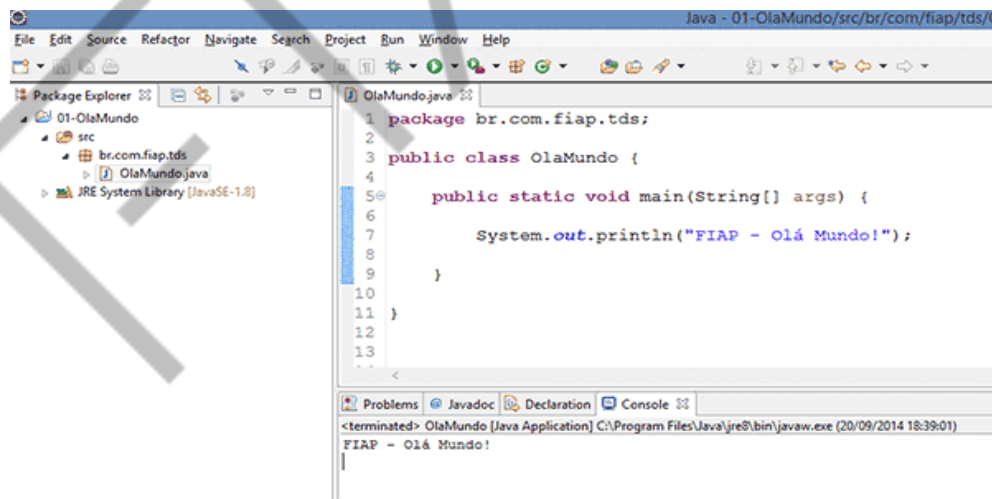 Java - 01-OlaMundo/src/br/com/fiap/tds/
File Edit Source Refactor Navigate Search Project Run Window Help
Package Explorer
01-OlaMundo
src
br.com.fiap.tds
OlaMundo.java
JRE System Library [JavaSE-1.8]
OlaMundo.java
1 package br.com.fiap.tds;
2
3 public class OlaMundo {
4
5 public static void main(String[] args) {
6
7 System.out.println("FIAP - Olá Mundo!");
8
9 }
10
11 }
12
13
Problems Javadoc Declaration Console
<terminated> OlaMundo [Java Application] C:\Program Files\Java\jre8\bin\javaw.exe (20/09/2014 18:39:01)
FIAP - Olá Mundo!